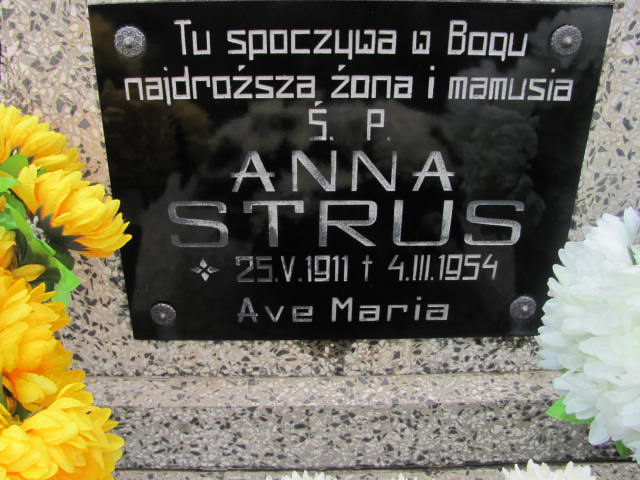 Tu spoczywa w Bogu
najdroższa żona i mamusia
Ś. P.
ANNA
STRUS
25.V.1911 † 4.III.1954
Ave Maria